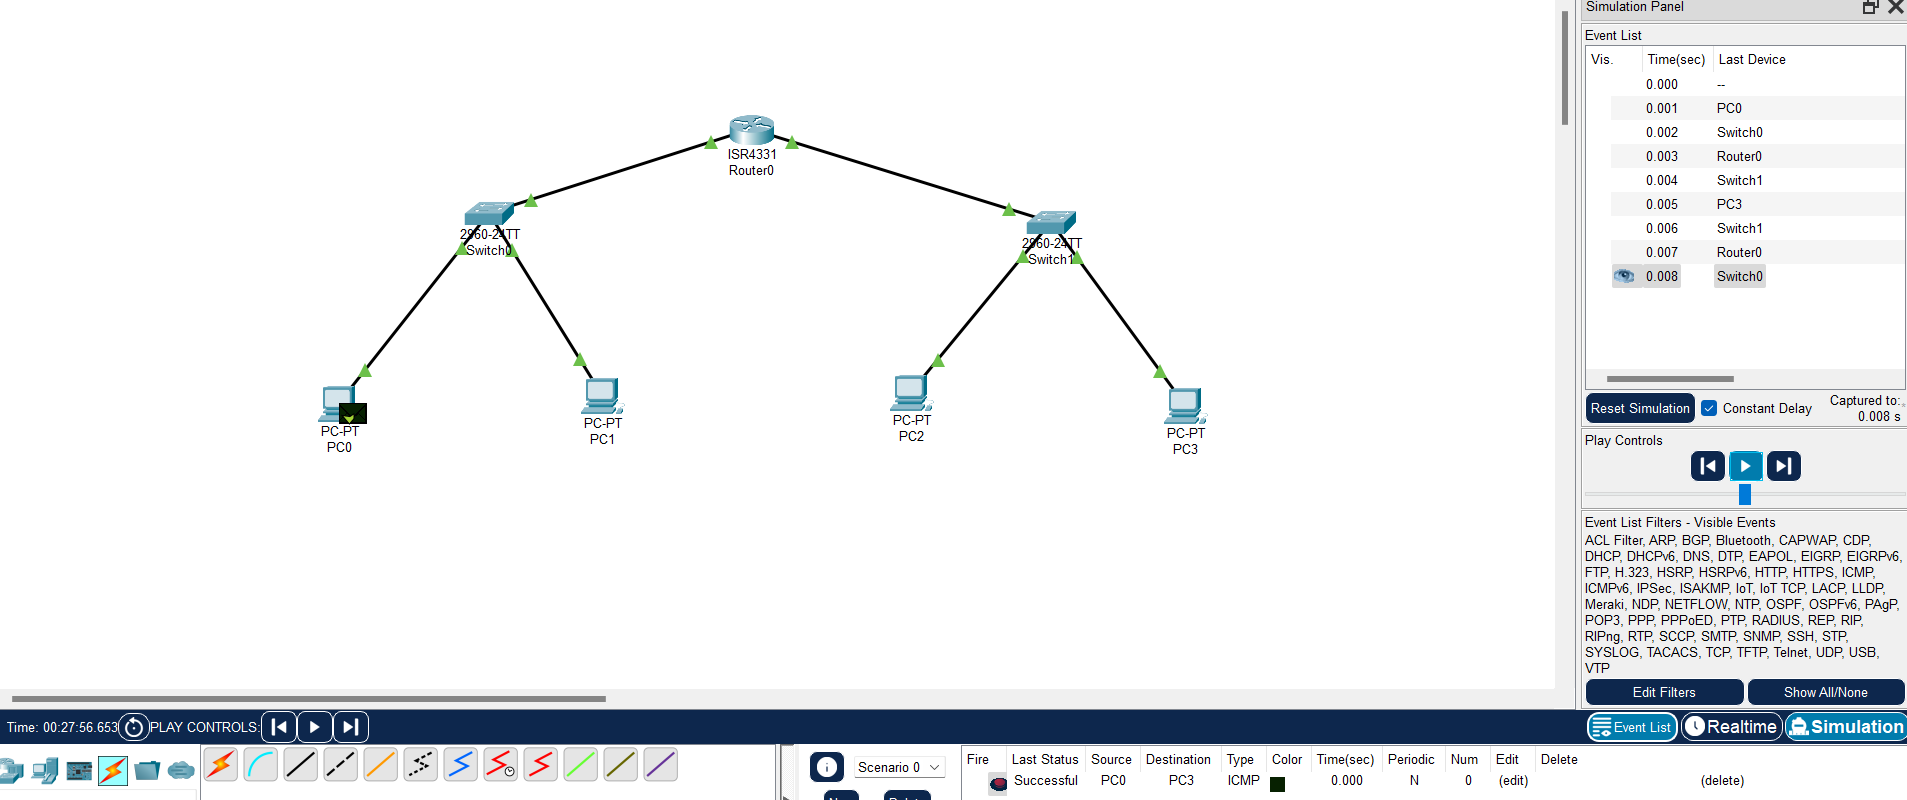 Simulation Panel
Event List
Vis. Time(sec) Last Device
0.000 --
0.001 PC0
0.002 Switch0
0.003 Router0
0.004 Switch1
0.005 PC3
0.006 Switch1
0.007 Router0
0.008 Switch0
Reset Simulation Constant Delay Captured to:
0.008 s
Play Controls
Event List Filters - Visible Events
ACL Filter, ARP, BGP, Bluetooth, CAPWAP, CDP,
DHCP, DHCPv6, DNS, DTP, EAPOL, EIGRP, EIGRPv6,
FTP, H.323, HSRP, HSRPv6, HTTP, HTTPS, ICMP,
ICMPv6, IPSec, ISAKMP, IoT, IoT TCP, LACP, LLDP,
Meraki, NDP, NETFLOW, NTP, OSPF, OSPFv6, PAgP,
POP3, PPP, PPPoED, PTP, RADIUS, REP, RIP,
RIPng, RTP, SCCP, SMTP, SNMP, SSH, STP,
SYSLOG, TACACS, TCP, TFTP, Telnet, UDP, USB,
VTP
Edit Filters Show All/None
ISR4331
Router0
2960-24TT
Switch0
2960-24TT
Switch1
PC-PT
PC0
PC-PT
PC1
PC-PT
PC2
PC-PT
PC3
Time: 00:27:56.653 PLAY CONTROLS:
Event List Realtime Simulation
Scenario 0
Fire Last Status Source Destination Type Color Time(sec) Periodic Num Edit Delete
Successful PC0 PC3 ICMP 0.000 N 0 (edit) (delete)